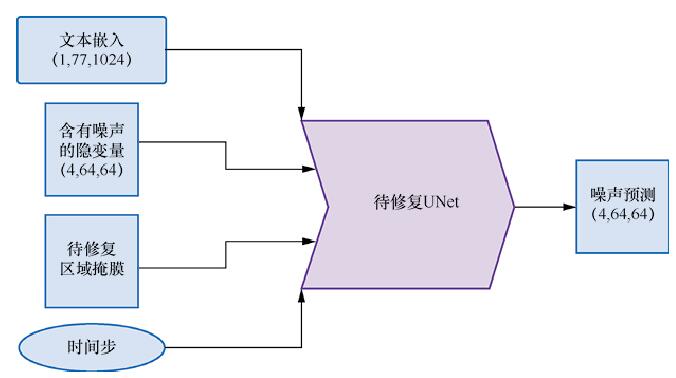 文本嵌入
(1,77,1024)
含有噪声
的隐变量
(4,64,64)
待修复
区域掩膜
时间步
待修复UNet
噪声预测
(4,64,64)